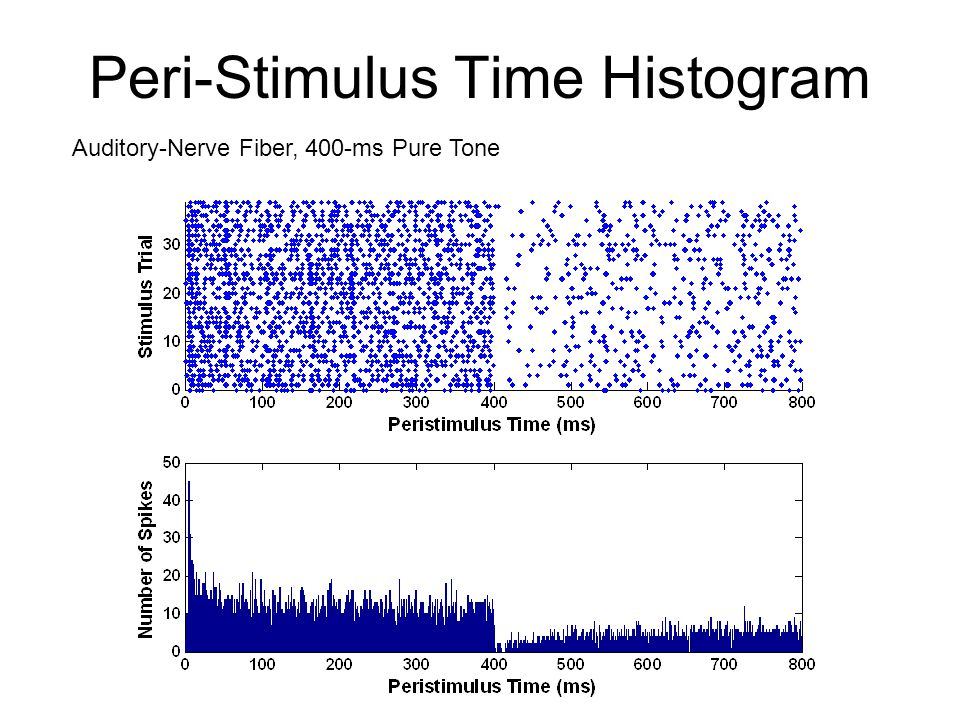 Peri-Stimulus Time Histogram
Auditory-Nerve Fiber, 400-ms Pure Tone
Stimulus Trial
30
20
10
0
0 100 200 300 400 500 600 700 800
Peristimulus Time (ms)
Number of Spikes
50
40
30
20
10
0
0 100 200 300 400 500 600 700 800
Peristimulus Time (ms)